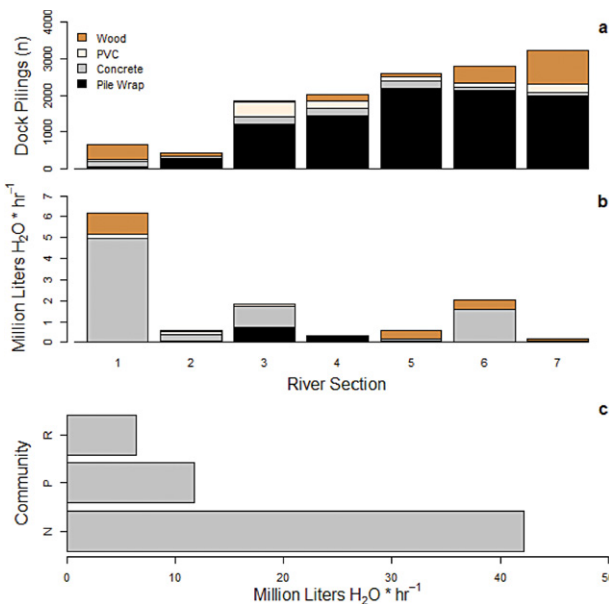 a
Dock Pilings (n)
0 1000 2000 3000 4000
Wood
PVC
Concrete
Pile Wrap
b
Million Liters H₂O * hr⁻¹
0 1 2 3 4 5 6 7
1 2 3 4 5 6 7
River Section
c
Community
R
P
N
0 10 20 30 40 50
Million Liters H₂O * hr⁻¹